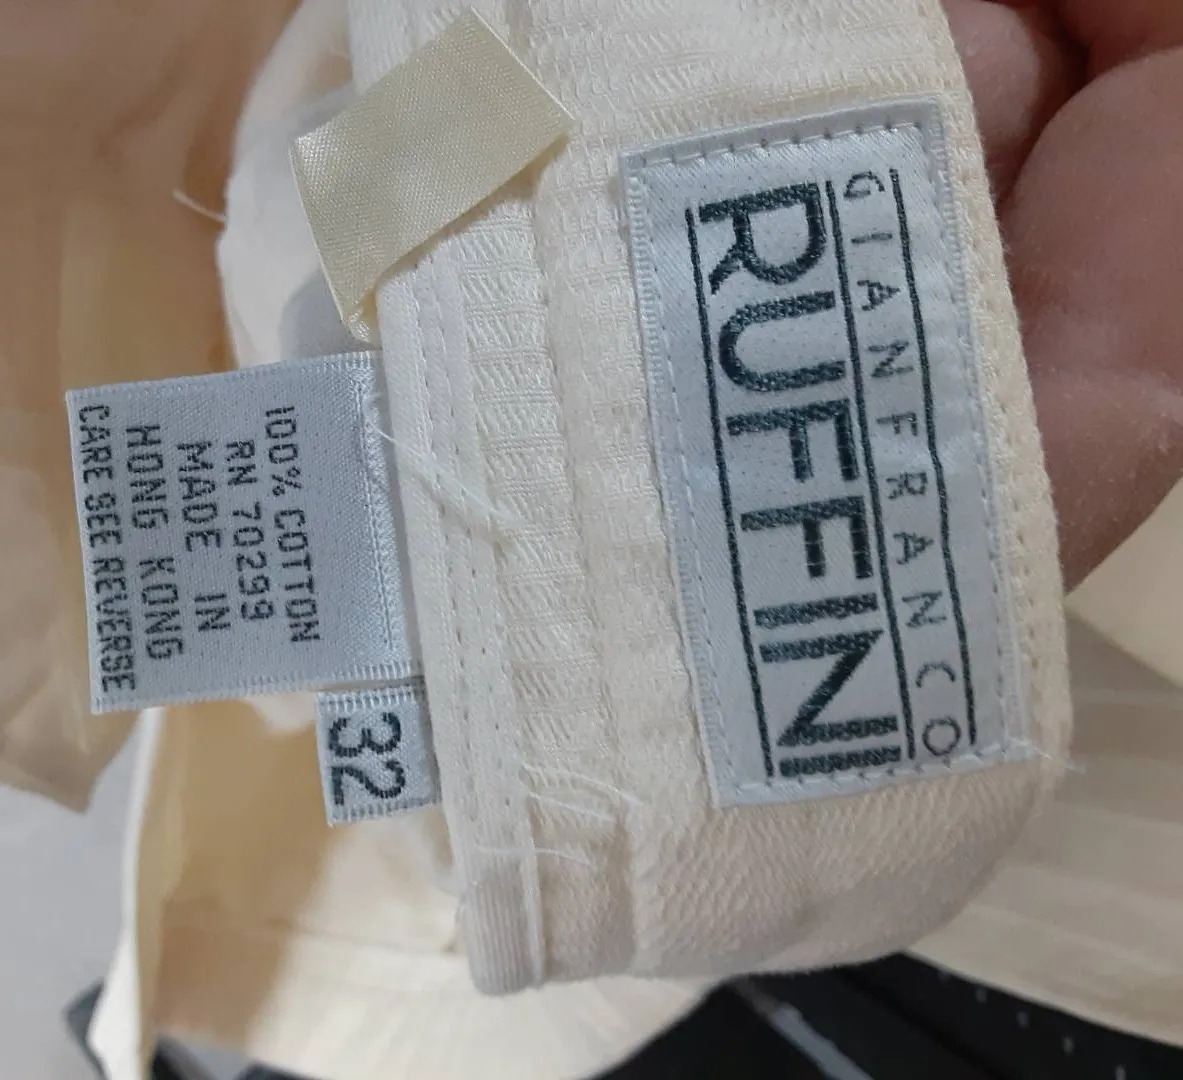 GIANFRANCO
RUFFINI
100% COTTON
RN 70299
MADE IN
HONG KONG
CARE SEE REVERSE
32